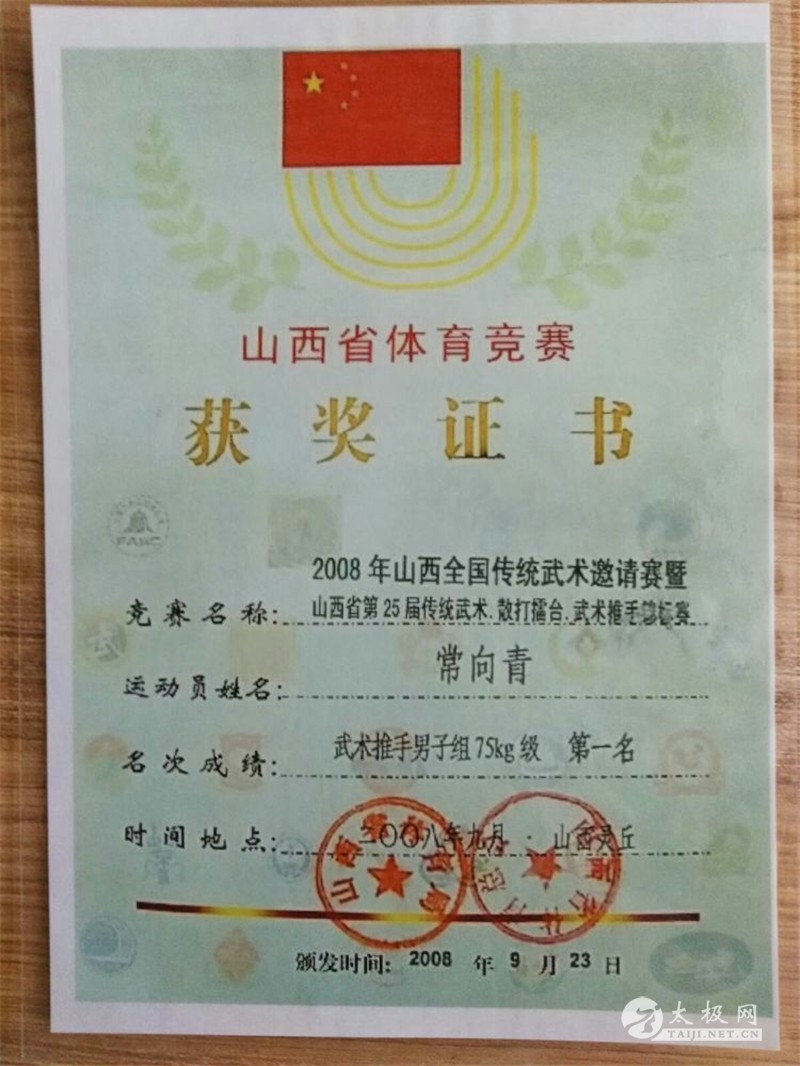 山西省体育竞赛
获奖证书
FANC
2008年山西全国传统武术邀请赛暨
竞赛名称: 山西省第25届传统武术.散打擂台.武术推手锦标赛
运动员姓名: 常向青
名次成绩: 武术推手男子组75kg级 第一名
时间地点: 二〇〇八年九月·山西灵丘
颁发时间: 2008 年 9 月 23 日
太极网
TAIJI.NET.CN